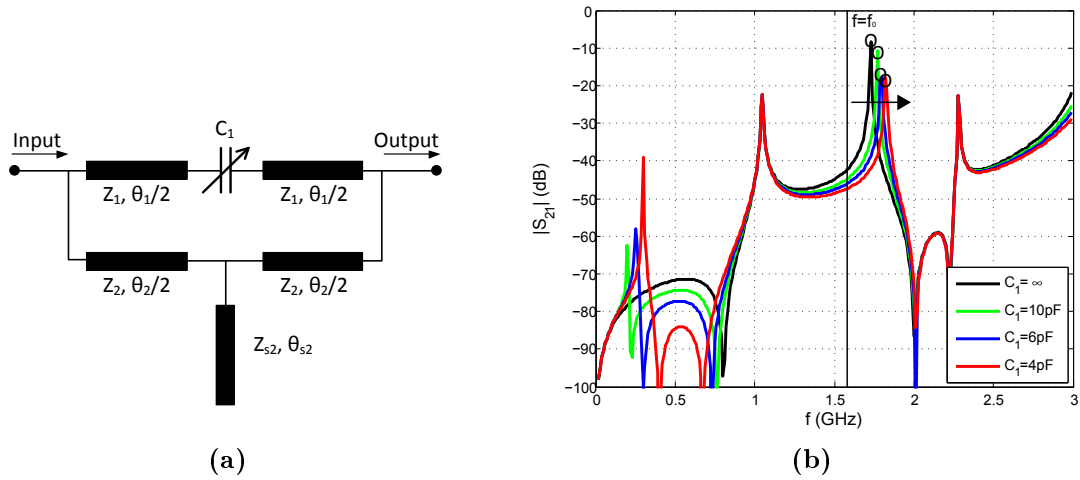 C₁
Input
Output
Z₁, θ₁/2
Z₁, θ₁/2
Z₂, θ₂/2
Z₂, θ₂/2
Zₛ₂, θₛ₂
(a)
f=f₀
0
−10
−20
−30
−40
−50
−60
−70
−80
−90
−100
|S₂₁| (dB)
C₁= ∞
C₁=10pF
C₁=6pF
C₁=4pF
0 0.5 1 1.5 2 2.5 3
f (GHz)
(b)